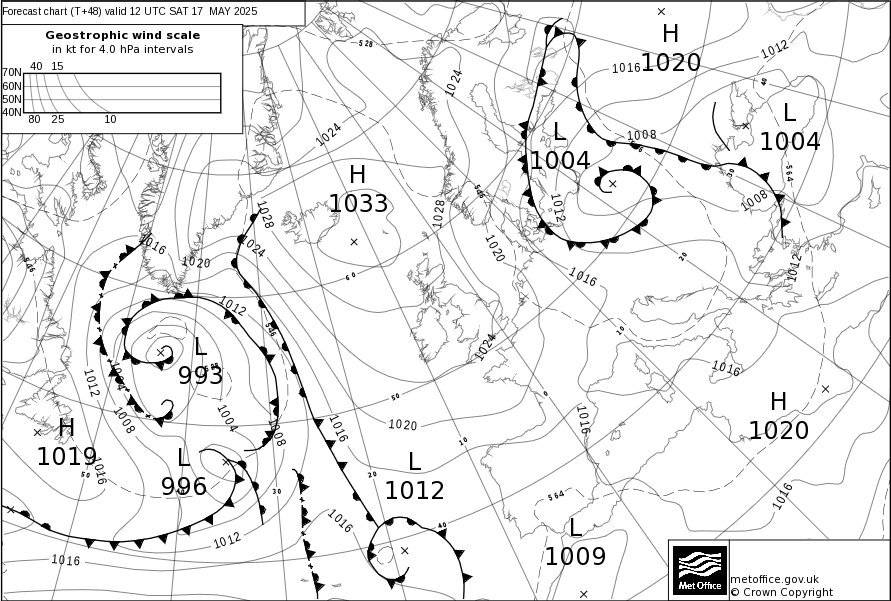 Forecast chart (T+48) valid 12 UTC SAT 17 MAY 2025
Geostrophic wind scale
in kt for 4.0 hPa intervals
40 15
70N
60N
50N
40N
80 25 10
528
H
1020
1012
1016
1024
40
L
1004
1024
1008
L
1004
H
1033
564
546
1028
1012
1008
1028
1016
1024
1020
1020
1012
546
60
1016
20
1012
546
10
1024
L
993
1016
1012
50
0
H
1020
1008
1004
1008
1016
1020
1016
H
1019
10
L
996
1016
50
20
L
1012
30
564
1016
1016
40
L
1009
1012
1016
Met Office
metoffice.gov.uk
© Crown Copyright